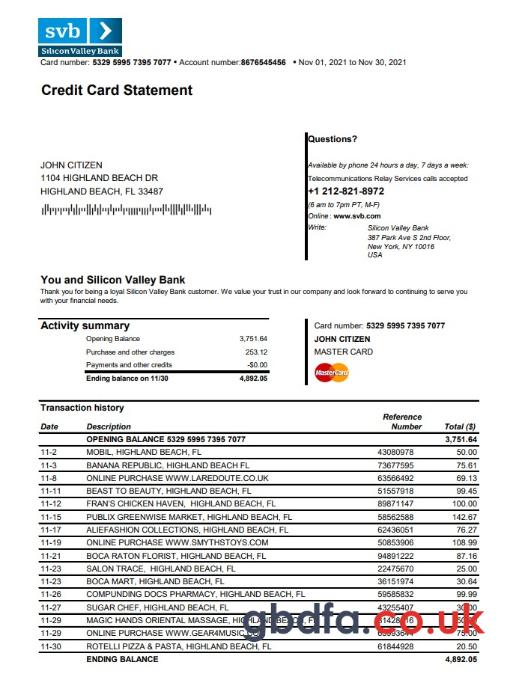 svb >
Silicon Valley Bank
Card number: 5329 5995 7395 7077 • Account number:8676545456 • Nov 01, 2021 to Nov 30, 2021
Credit Card Statement
JOHN CITIZEN
1104 HIGHLAND BEACH DR
HIGHLAND BEACH, FL 33487
Questions?
Available by phone 24 hours a day, 7 days a week:
Telecommunications Relay Services calls accepted
+1 212-821-8972
(6 am to 7pm PT, M-F)
Online : www.svb.com
Write: Silicon Valley Bank
387 Park Ave S 2nd Floor,
New York, NY 10016
USA
You and Silicon Valley Bank
Thank you for being a loyal Silicon Valley Bank customer. We value your trust in our company and look forward to continuing to serve you
with your financial needs.
Activity summary
Opening Balance 3,751.64
Purchase and other charges 253.12
Payments and other credits -$0.00
Ending balance on 11/30 4,892.05
Card number: 5329 5995 7395 7077
JOHN CITIZEN
MASTER CARD
MasterCard
Transaction history
Date Description Reference Number Total ($)
OPENING BALANCE 5329 5995 7395 7077 3,751.64
11-2 MOBIL, HIGHLAND BEACH, FL 43080978 50.00
11-3 BANANA REPUBLIC, HIGHLAND BEACH, FL 73677595 75.61
11-8 ONLINE PURCHASE WWW.LAREDOUTE.CO.UK 63566492 69.13
11-11 BEAST TO BEAUTY, HIGHLAND BEACH, FL 51557918 99.45
11-12 FRAN'S CHICKEN HAVEN, HIGHLAND BEACH, FL 89871147 100.00
11-15 PUBLIX GREENWISE MARKET, HIGHLAND BEACH, FL 58562588 142.67
11-17 ALIEFASHION COLLECTIONS, HIGHLAND BEACH, FL 62436051 76.27
11-19 ONLINE PURCHASE WWW.SMYTHSTOYS.COM 50853906 108.99
11-21 BOCA RATON FLORIST, HIGHLAND BEACH, FL 94891222 87.16
11-23 SALON TRACE, HIGHLAND BEACH, FL 22475670 25.00
11-23 BOCA MART, HIGHLAND BEACH, FL 36151974 30.64
11-26 COMPUNDING DOCS PHARMACY, HIGHLAND BEACH, FL 59585832 99.99
11-27 SUGAR CHEF, HIGHLAND BEACH, FL 43255407
11-29 MAGIC HANDS ORIENTAL MASSAGE, HIGHLAND BEACH, FL
11-29 ONLINE PURCHASE WWW.GEAR4MUSIC.CO 75.00
11-30 ROTELLI PIZZA & PASTA, HIGHLAND BEACH, FL 61844928 20.50
ENDING BALANCE 4,892.05
gbdfa.co.uk